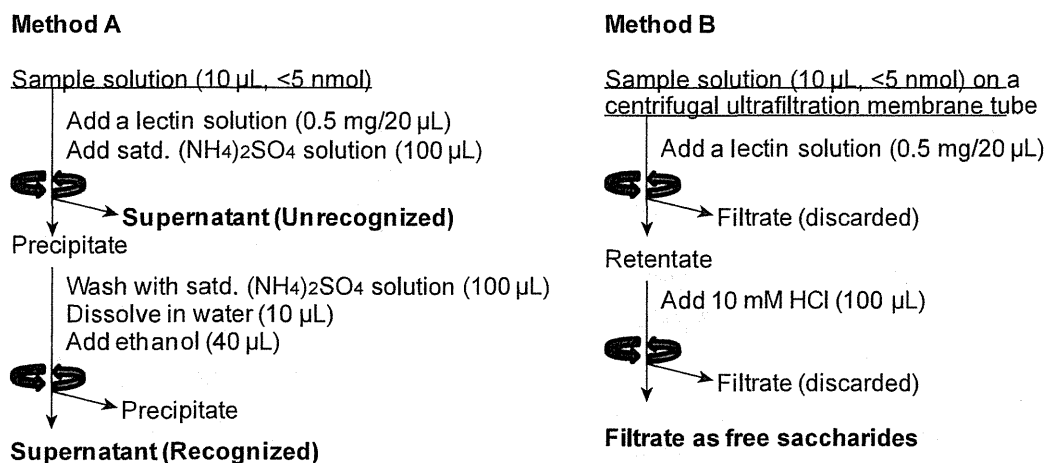 Method A
Sample solution (10 µL, <5 nmol)
Add a lectin solution (0.5 mg/20 µL)
Add satd. (NH4)2SO4 solution (100 µL)
Supernatant (Unrecognized)
Precipitate
Wash with satd. (NH4)2SO4 solution (100 µL)
Dissolve in water (10 µL)
Add ethanol (40 µL)
Precipitate
Supernatant (Recognized)
Method B
Sample solution (10 µL, <5 nmol) on a
centrifugal ultrafiltration membrane tube
Add a lectin solution (0.5 mg/20 µL)
Filtrate (discarded)
Retentate
Add 10 mM HCl (100 µL)
Filtrate (discarded)
Filtrate as free saccharides